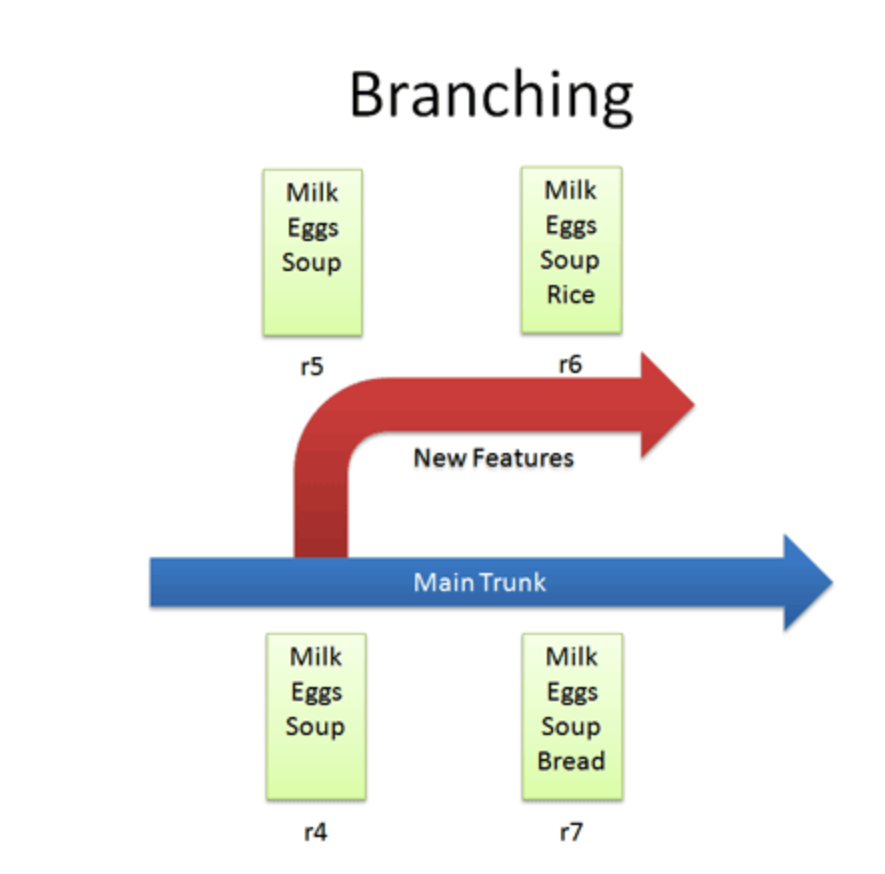 Branching
Milk
Eggs
Soup
r5
Milk
Eggs
Soup
Rice
r6
New Features
Main Trunk
Milk
Eggs
Soup
r4
Milk
Eggs
Soup
Bread
r7